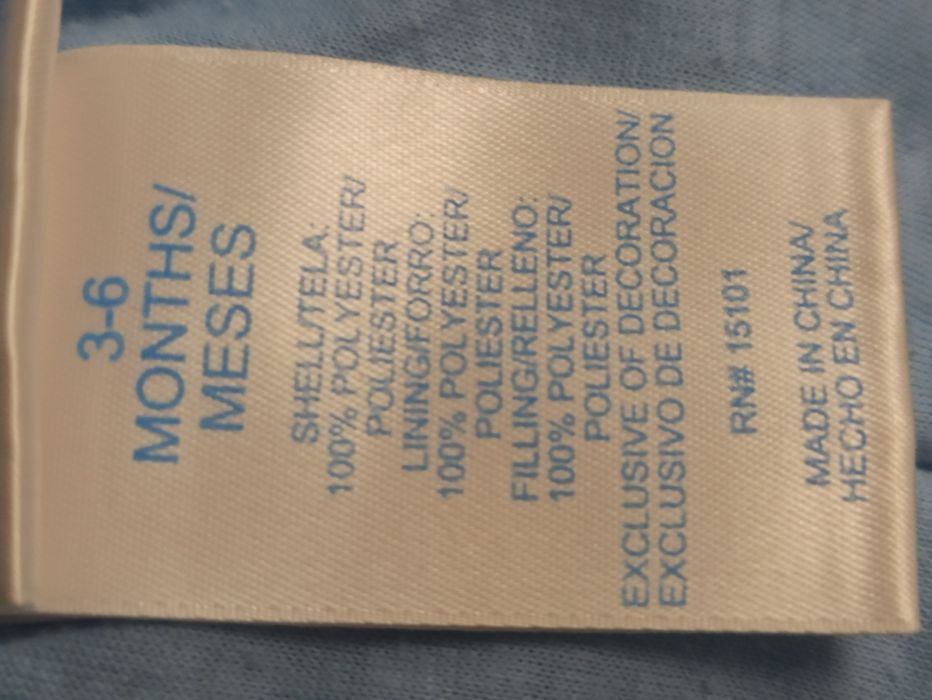 3-6
MONTHS/
MESES
SHELL/TELA:
100% POLYESTER/
POLIESTER
LINING/FORRO:
100% POLYESTER/
POLIESTER
FILLING/RELLENO:
100% POLYESTER/
POLIESTER
EXCLUSIVE OF DECORATION/
EXCLUSIVO DE DECORACION
RN# 15101
MADE IN CHINA/
HECHO EN CHINA